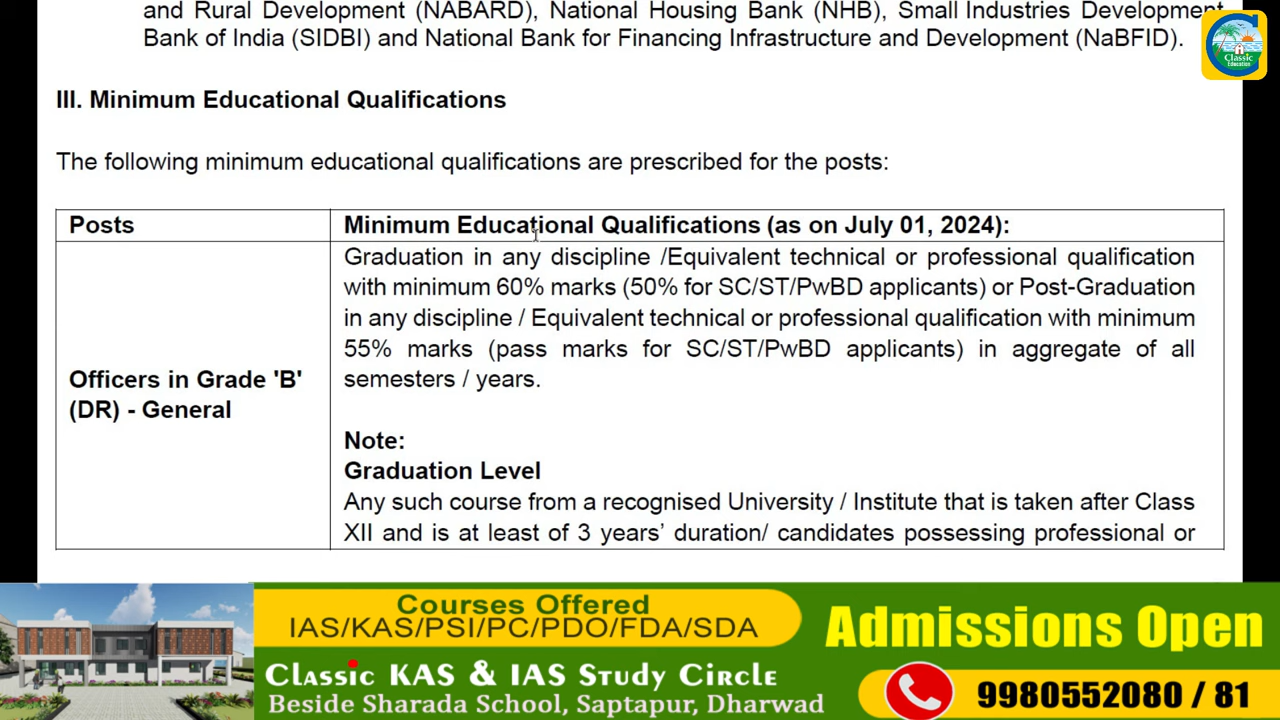 and Rural Development (NABARD), National Housing Bank (NHB), Small Industries Development
Bank of India (SIDBI) and National Bank for Financing Infrastructure and Development (NaBFID).
Classic
Education
III. Minimum Educational Qualifications
The following minimum educational qualifications are prescribed for the posts:
Posts
Minimum Educational Qualifications (as on July 01, 2024):
Officers in Grade 'B'
(DR) - General
Graduation in any discipline /Equivalent technical or professional qualification
with minimum 60% marks (50% for SC/ST/PwBD applicants) or Post-Graduation
in any discipline / Equivalent technical or professional qualification with minimum
55% marks (pass marks for SC/ST/PwBD applicants) in aggregate of all
semesters / years.
Note:
Graduation Level
Any such course from a recognised University / Institute that is taken after Class
XII and is at least of 3 years’ duration/ candidates possessing professional or
Courses Offered
IAS/KAS/PSI/PC/PDO/FDA/SDA
Classic KAS & IAS Study Circle
Beside Sharada School, Saptapur, Dharwad
Admissions Open
9980552080 / 81